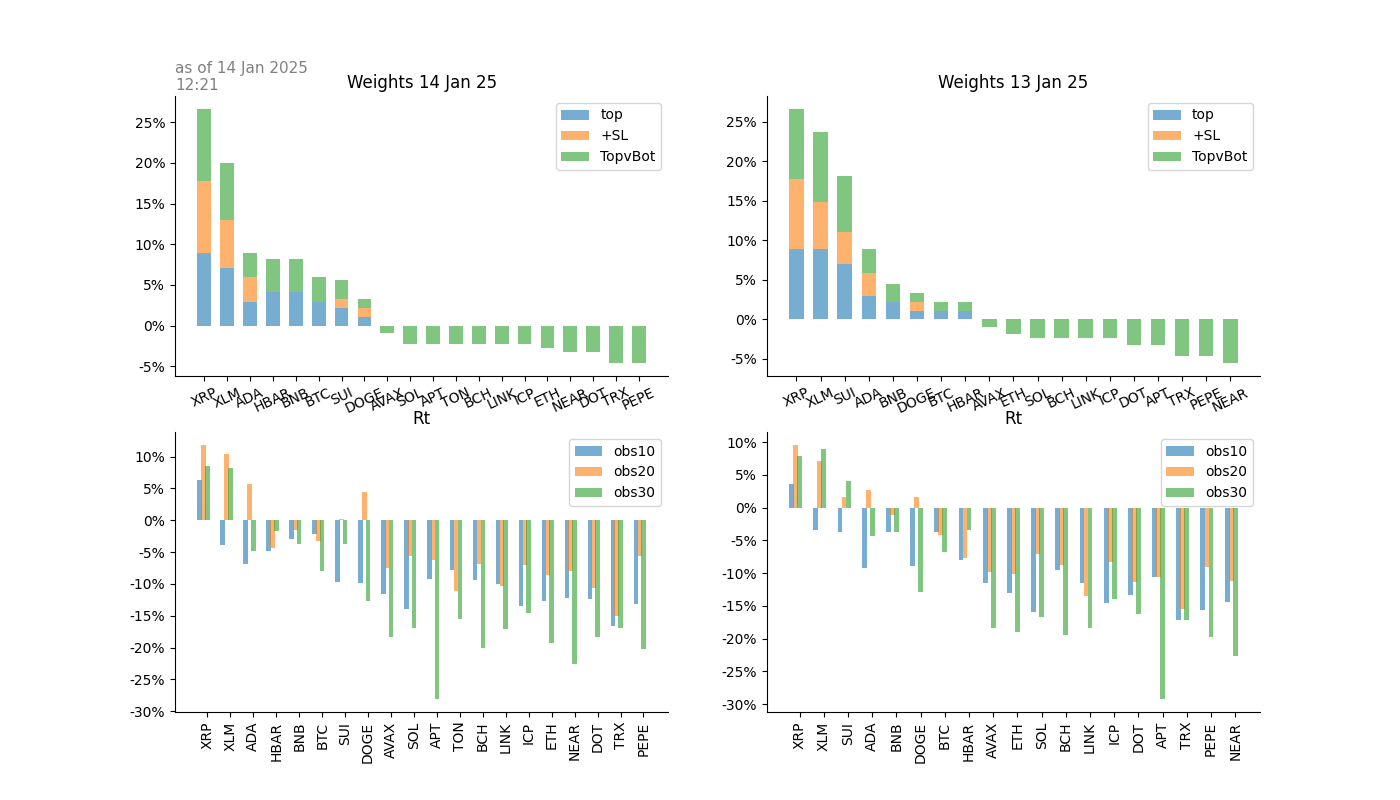 as of 14 Jan 2025
12:21
Weights 14 Jan 25
25%
20%
15%
10%
5%
0%
-5%
top
+SL
TopvBot
XRP XLM ADA HBAR BNB BTC SUI DOGE AVAX SOL APT TON BCH LINK ICP ETH NEAR DOT TRX PEPE
Weights 13 Jan 25
25%
20%
15%
10%
5%
0%
-5%
top
+SL
TopvBot
XRP XLM SUI ADA BNB DOGE BTC HBAR AVAX ETH SOL BCH LINK ICP DOT APT TRX PEPE NEAR
Rt
10%
5%
0%
-5%
-10%
-15%
-20%
-25%
-30%
obs10
obs20
obs30
XRP XLM ADA HBAR BNB BTC SUI DOGE AVAX SOL APT TON BCH LINK ICP ETH NEAR DOT TRX PEPE
Rt
10%
5%
0%
-5%
-10%
-15%
-20%
-25%
-30%
obs10
obs20
obs30
XRP XLM SUI ADA BNB DOGE BTC HBAR AVAX ETH SOL BCH LINK ICP DOT APT TRX PEPE NEAR